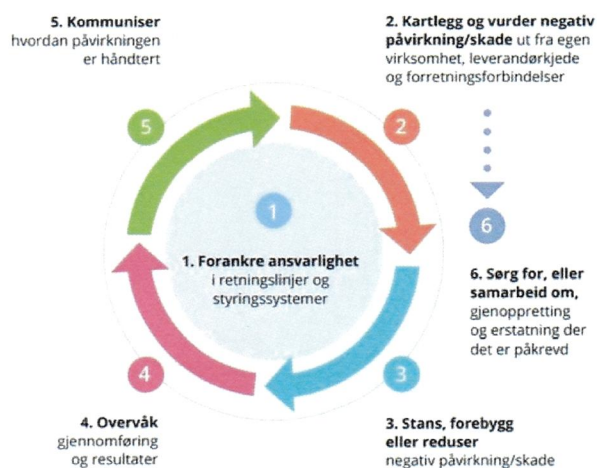 5. Kommuniser
hvordan påvirkningen
er håndtert
2. Kartlegg og vurder negativ
påvirkning/skade ut fra egen
virksomhet, leverandørkjede
og forretningsforbindelser
5
2
1
6
1. Forankre ansvarlighet
i retningslinjer og
styringssystemer
6. Sørg for, eller
samarbeid om,
gjenoppretting
og erstatning der
det er påkrevd
4
3
4. Overvåk
gjennomføring
og resultater
3. Stans, forebygg
eller reduser
negativ påvirkning/skade